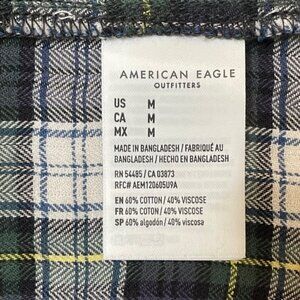 AMERICAN EAGLE
OUTFITTERS
US M
CA M
MX M
MADE IN BANGLADESH / FABRIQUÉ AU
BANGLADESH / HECHO EN BANGLADESH
RN 54485 / CA 03873
RFC# AEM120605U9A
EN 60% COTTON / 40% VISCOSE
FR 60% COTON / 40% VISCOSE
SP 60% algodón / 40% viscosa